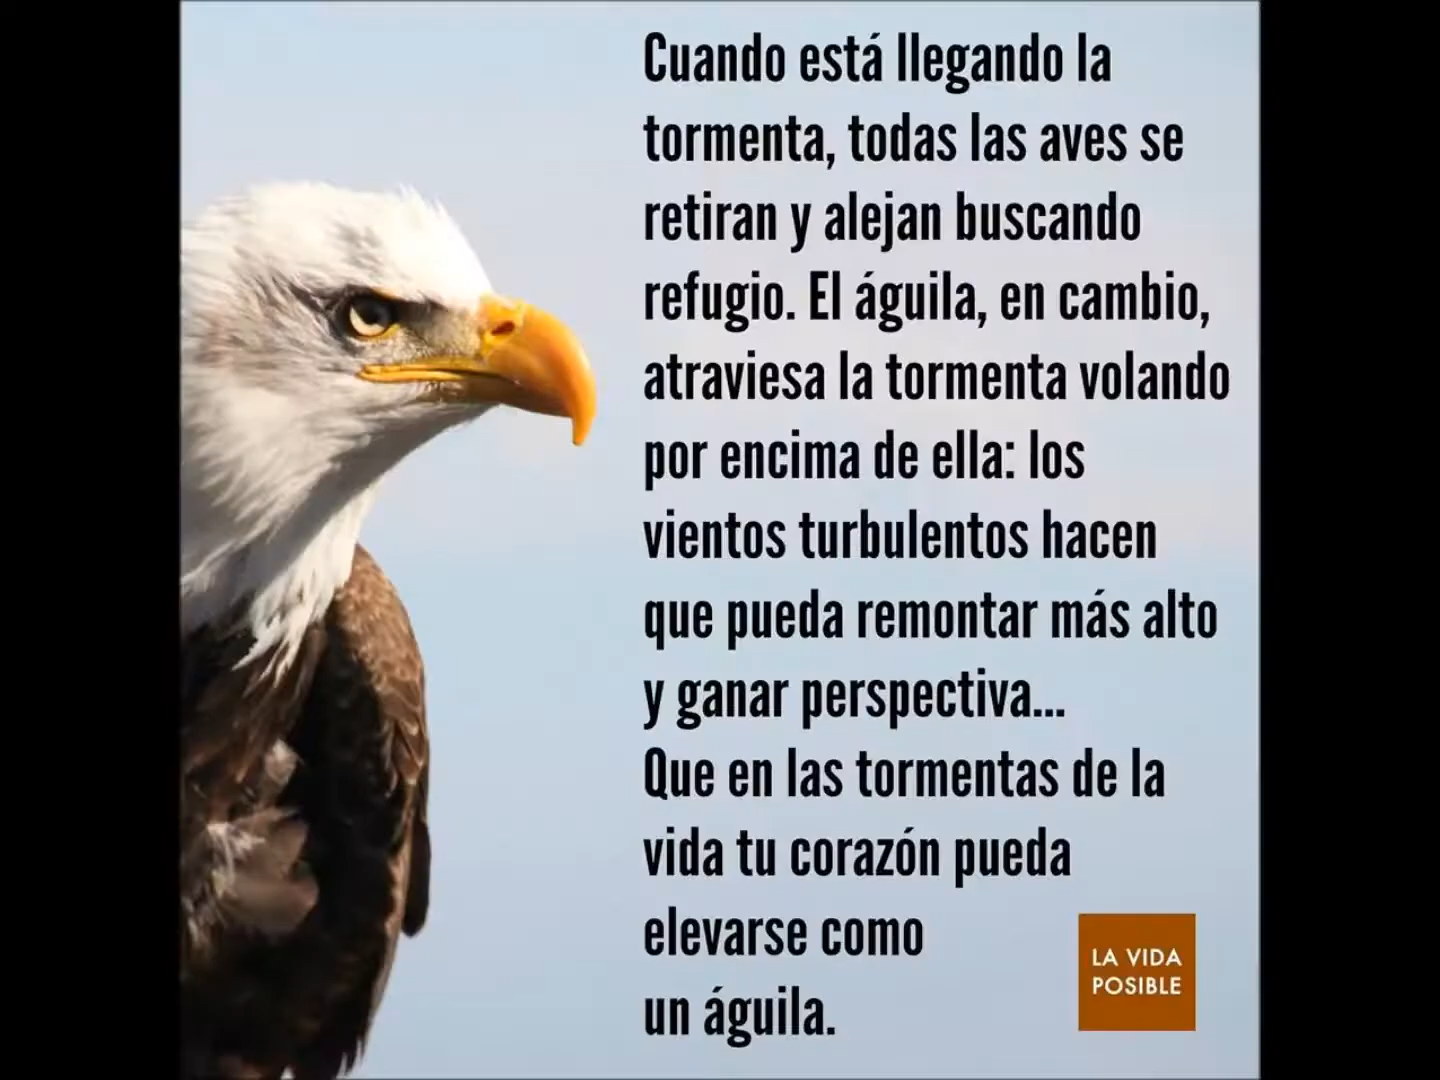 Cuando está llegando la
tormenta, todas las aves se
retiran y alejan buscando
refugio. El águila, en cambio,
atraviesa la tormenta volando
por encima de ella: los
vientos turbulentos hacen
que pueda remontar más alto
y ganar perspectiva...
Que en las tormentas de la
vida tu corazón pueda
elevarse como
un águila.
LA VIDA
POSIBLE